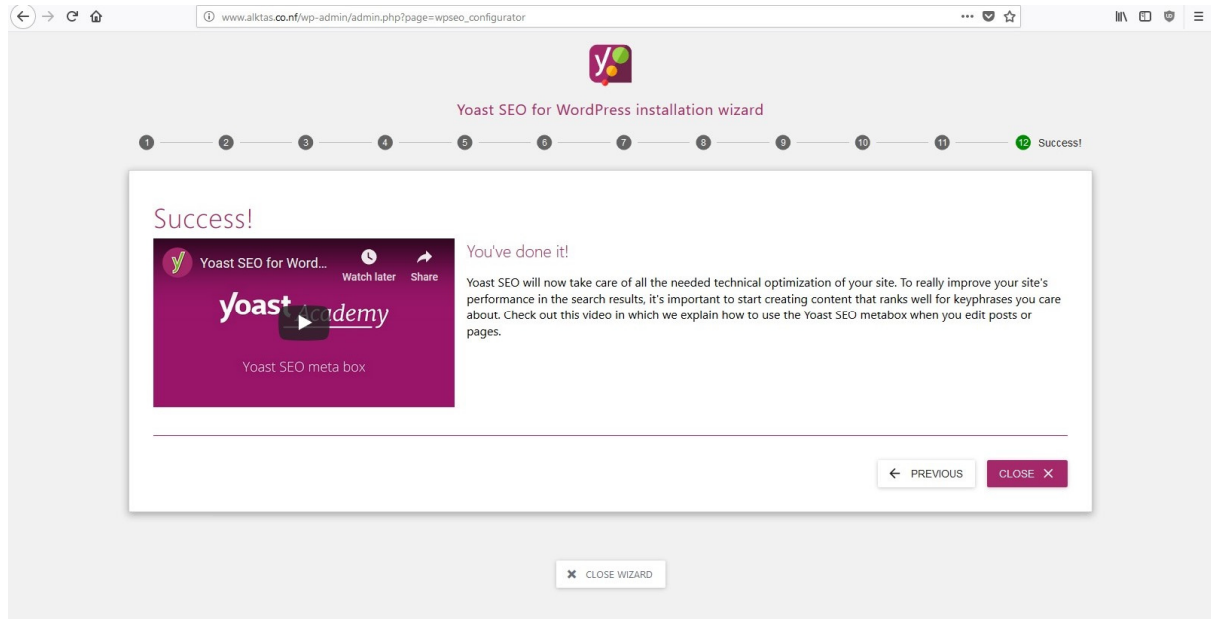 www.alktas.co.nf/wp-admin/admin.php?page=wpseo_configurator
y
Yoast SEO for WordPress installation wizard
1 2 3 4 5 6 7 8 9 10 11 12 Success!
Success!
y Yoast SEO for Word...
Watch later Share
yoast Academy
Yoast SEO meta box
You've done it!
Yoast SEO will now take care of all the needed technical optimization of your site. To really improve your site's
performance in the search results, it's important to start creating content that ranks well for keyphrases you care
about. Check out this video in which we explain how to use the Yoast SEO metabox when you edit posts or
pages.
PREVIOUS CLOSE
CLOSE WIZARD